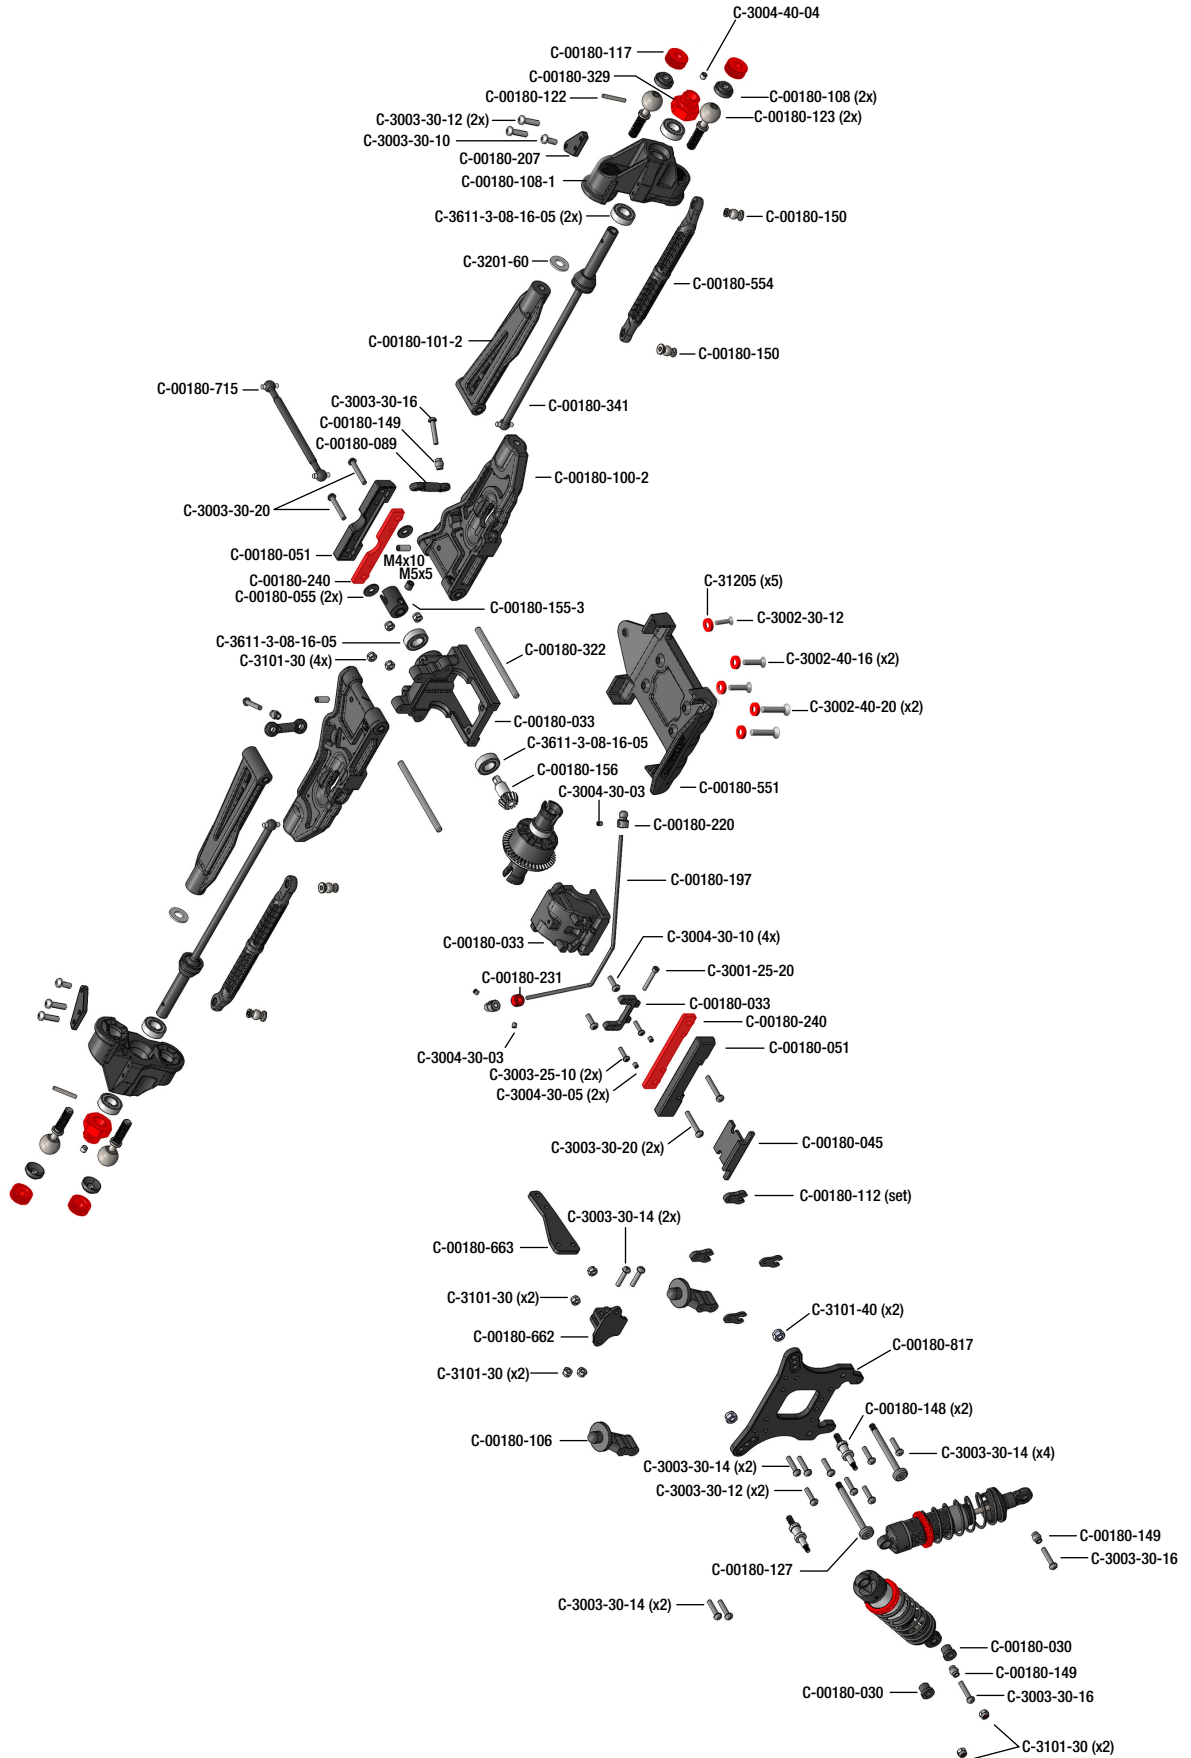 C-3004-40-04
C-00180-117
C-00180-329
C-00180-122
C-00180-108 (2x)
C-3003-30-12 (2x)
C-00180-123 (2x)
C-3003-30-10
C-00180-207
C-00180-108-1
C-3611-3-08-16-05 (2x)
C-00180-150
C-3201-60
C-00180-554
C-00180-101-2
C-00180-150
C-00180-715
C-3003-30-16
C-00180-341
C-00180-149
C-00180-089
C-00180-100-2
C-3003-30-20
C-00180-051
M4x10
M5x5
C-00180-240
C-00180-055 (2x)
C-31205 (x5)
C-00180-155-3
C-3002-30-12
C-3611-3-08-16-05
C-00180-322
C-3101-30 (4x)
C-3002-40-16 (x2)
C-3002-40-20 (x2)
C-00180-033
C-3611-3-08-16-05
C-00180-156
C-3004-30-03
C-00180-551
C-00180-220
C-00180-197
C-00180-033
C-3004-30-10 (4x)
C-00180-231
C-3001-25-20
C-00180-033
C-00180-240
C-00180-051
C-3004-30-03
C-3003-25-10 (2x)
C-3004-30-05 (2x)
C-3003-30-20 (2x)
C-00180-045
C-00180-112 (set)
C-3003-30-14 (2x)
C-00180-663
C-3101-30 (x2)
C-3101-40 (x2)
C-00180-662
C-00180-817
C-3101-30 (x2)
C-00180-148 (x2)
C-00180-106
C-3003-30-14 (x4)
C-3003-30-14 (x2)
C-3003-30-12 (x2)
C-00180-149
C-3003-30-16
C-00180-127
C-3003-30-14 (x2)
C-00180-030
C-00180-149
C-00180-030
C-3003-30-16
C-3101-30 (x2)